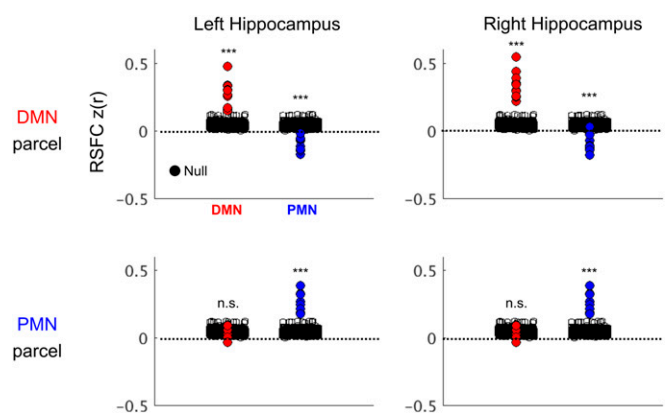 Left Hippocampus
Right Hippocampus
DMN
parcel
RSFC z(r)
0.5
0
−0.5
***
***
Null
DMN
PMN
0.5
0
−0.5
***
***
PMN
parcel
0.5
0
−0.5
n.s.
***
0.5
0
−0.5
n.s.
***